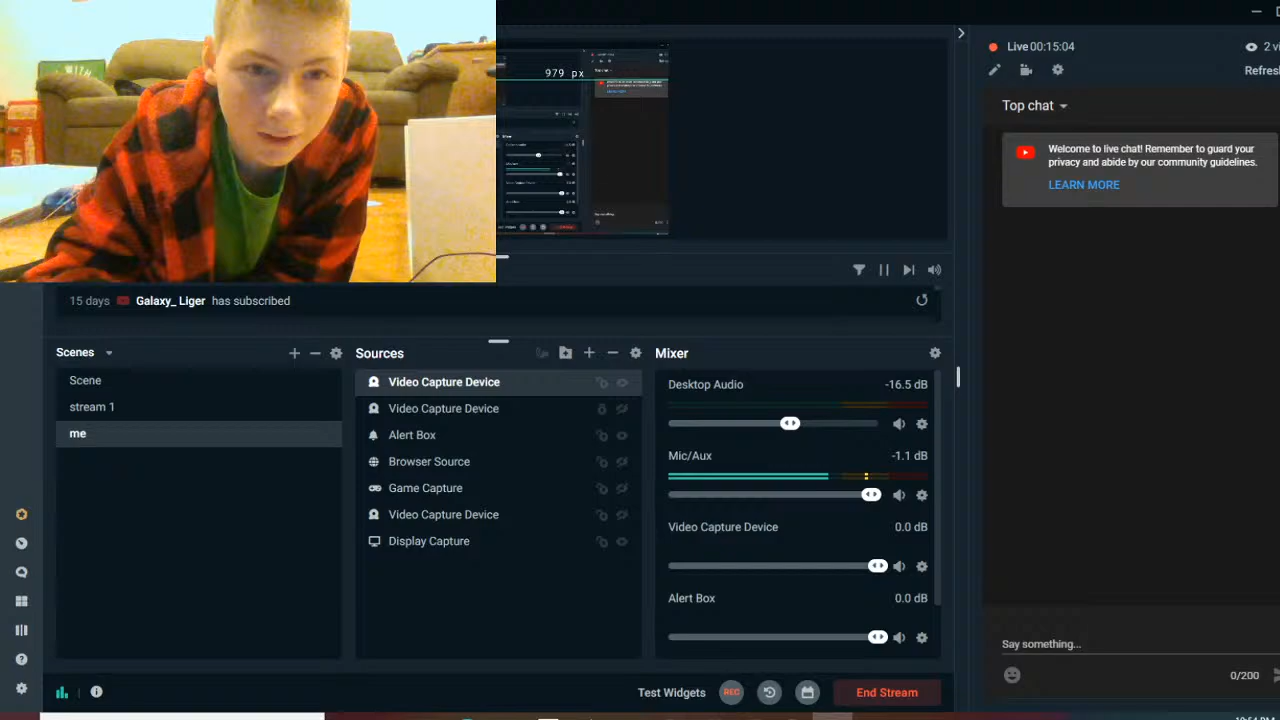 WITH
979 px
Live 00:15:04
2 vi
Refresh
Top chat
Welcome to live chat! Remember to guard your
privacy and abide by our community guidelines.
LEARN MORE
15 days Galaxy_ Liger has subscribed
Scenes
Scene
stream 1
me
Sources
Video Capture Device
Video Capture Device
Alert Box
Browser Source
Game Capture
Video Capture Device
Display Capture
Mixer
Desktop Audio -16.5 dB
Mic/Aux -1.1 dB
Video Capture Device 0.0 dB
Alert Box 0.0 dB
Say something...
0/200
Test Widgets REC End Stream